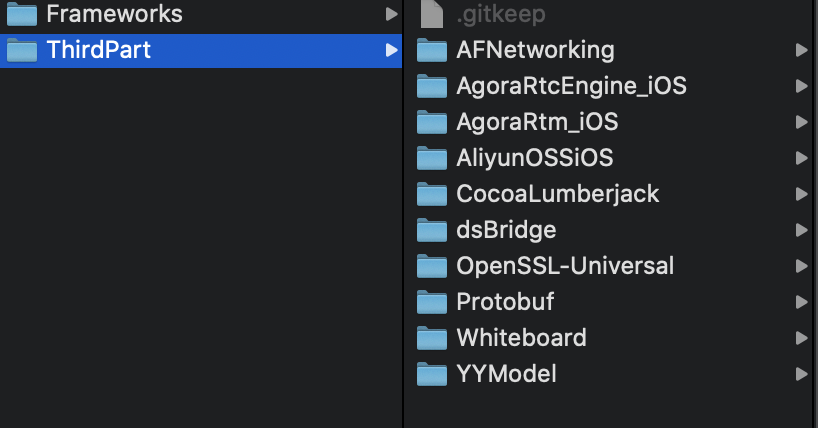 Frameworks
ThirdPart
.gitkeep
AFNetworking
AgoraRtcEngine_iOS
AgoraRtm_iOS
AliyunOSSiOS
CocoaLumberjack
dsBridge
OpenSSL-Universal
Protobuf
Whiteboard
YYModel